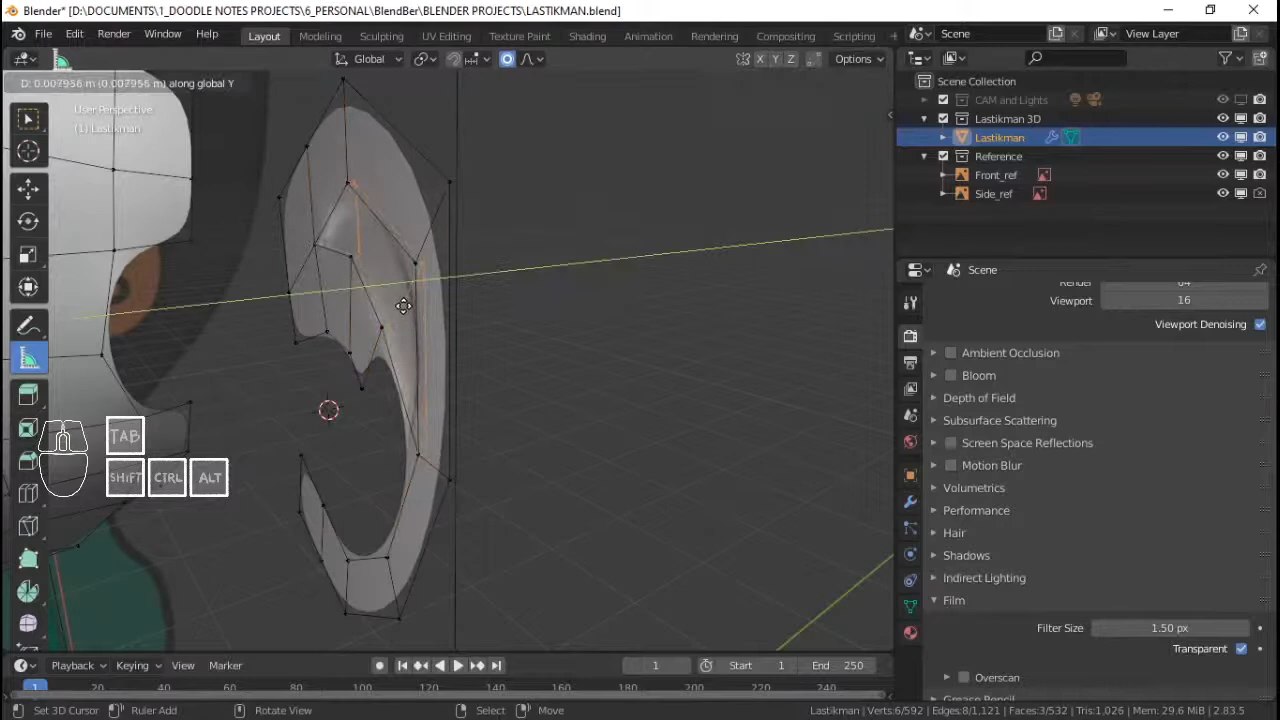 Blender* [D:\DOCUMENTS\1_DOODLE NOTES PROJECTS\6_PERSONAL\BlendBer\BLENDER PROJECTS\LASTIKMAN.blend]
File Edit Render Window Help Layout Modeling Sculpting UV Editing Texture Paint Shading Animation Rendering Compositing Scripting + Scene View Layer
Global X Y Z Options
D: 0.007956 m (0.007956 m) along global Y
User Perspective
(1) Lastikman
Scene Collection
CAM and Lights
Lastikman 3D
Lastikman
Reference
Front_ref
Side_ref
Scene
Render 64
Viewport 16
Viewport Denoising
Ambient Occlusion
Bloom
Depth of Field
Subsurface Scattering
Screen Space Reflections
Motion Blur
Volumetrics
Performance
Hair
Shadows
Indirect Lighting
Film
Filter Size 1.50 px
Transparent
Overscan
Grease Pencil
TAB
SHIFT CTRL ALT
Playback Keying View Marker 1 Start 1 End 250
1 20 40 60 80 100 120 140 160 180 200 220 240
Set 3D Cursor Ruler Add Rotate View Select Move Lastikman | Verts:6/592 | Edges:8/1,121 | Faces:3/532 | Tris:1,026 | Mem: 29.6 MiB | 2.83.5